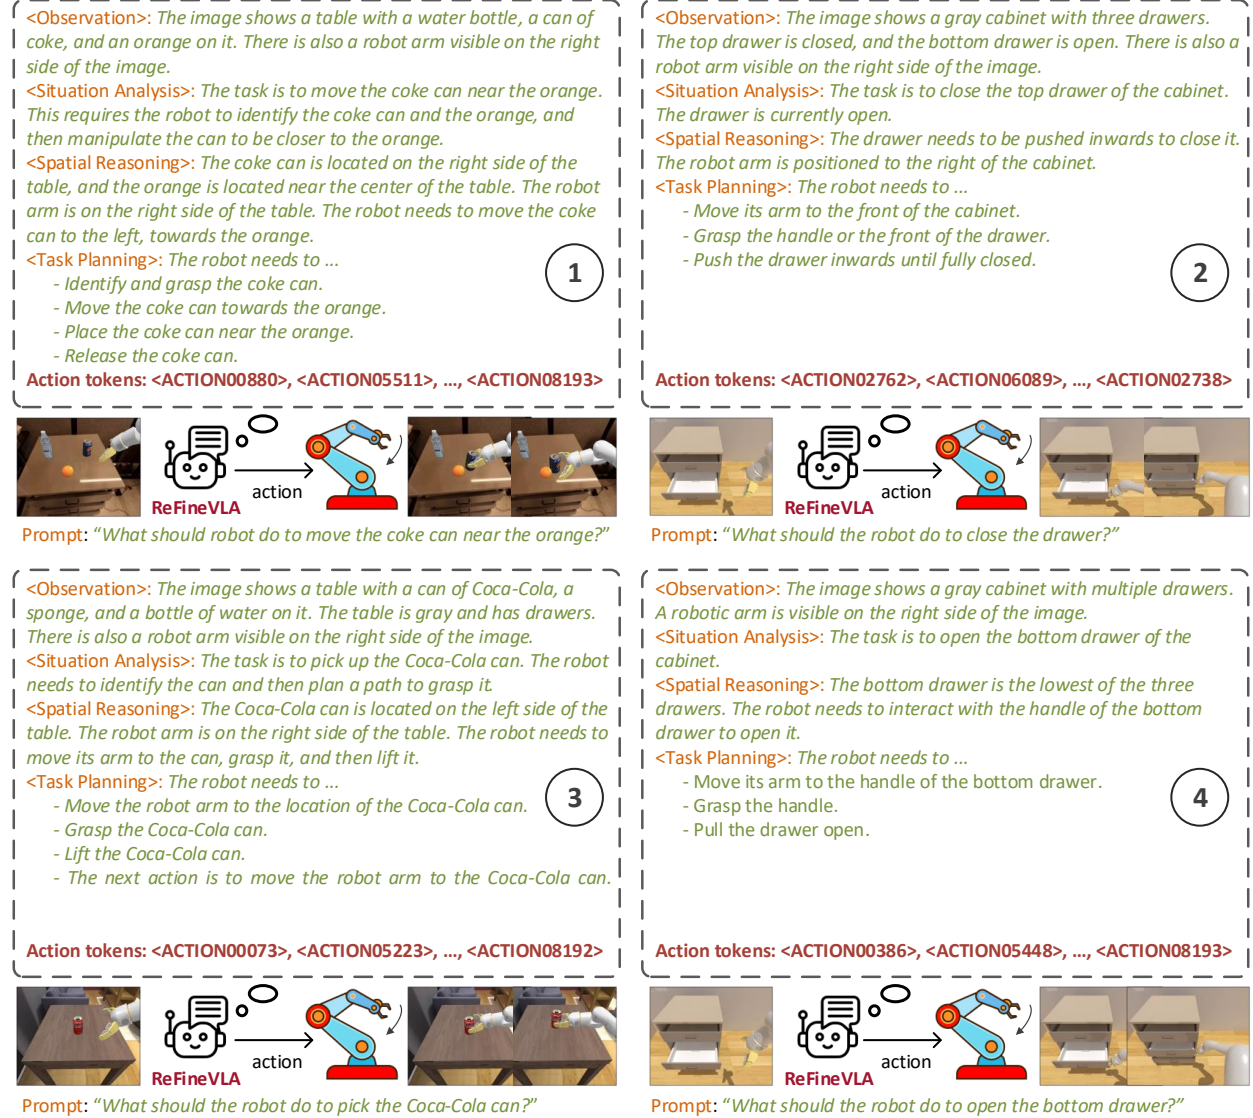 <Observation>: The image shows a table with a water bottle, a can of
coke, and an orange on it. There is also a robot arm visible on the right
side of the image.
<Situation Analysis>: The task is to move the coke can near the orange.
This requires the robot to identify the coke can and the orange, and
then manipulate the can to be closer to the orange.
<Spatial Reasoning>: The coke can is located on the right side of the
table, and the orange is located near the center of the table. The robot
arm is on the right side of the table. The robot needs to move the coke
can to the left, towards the orange.
<Task Planning>: The robot needs to ...
- Identify and grasp the coke can.
- Move the coke can towards the orange.
- Place the coke can near the orange.
- Release the coke can.
1
Action tokens: <ACTION00880>, <ACTION05511>, ..., <ACTION08193>
action
ReFineVLA
Prompt: “What should robot do to move the coke can near the orange?”
<Observation>: The image shows a gray cabinet with three drawers.
The top drawer is closed, and the bottom drawer is open. There is also a
robot arm visible on the right side of the image.
<Situation Analysis>: The task is to close the top drawer of the cabinet.
The drawer is currently open.
<Spatial Reasoning>: The drawer needs to be pushed inwards to close it.
The robot arm is positioned to the right of the cabinet.
<Task Planning>: The robot needs to ...
- Move its arm to the front of the cabinet.
- Grasp the handle or the front of the drawer.
- Push the drawer inwards until fully closed.
2
Action tokens: <ACTION02762>, <ACTION06089>, ..., <ACTION02738>
action
ReFineVLA
Prompt: “What should the robot do to close the drawer?”
<Observation>: The image shows a table with a can of Coca-Cola, a
sponge, and a bottle of water on it. The table is gray and has drawers.
There is also a robot arm visible on the right side of the image.
<Situation Analysis>: The task is to pick up the Coca-Cola can. The robot
needs to identify the can and then plan a path to grasp it.
<Spatial Reasoning>: The Coca-Cola can is located on the left side of the
table. The robot arm is on the right side of the table. The robot needs to
move its arm to the can, grasp it, and then lift it.
<Task Planning>: The robot needs to ...
- Move the robot arm to the location of the Coca-Cola can.
- Grasp the Coca-Cola can.
- Lift the Coca-Cola can.
- The next action is to move the robot arm to the Coca-Cola can.
3
Action tokens: <ACTION00073>, <ACTION05223>, ..., <ACTION08192>
action
ReFineVLA
Prompt: “What should the robot do to pick the Coca-Cola can?”
<Observation>: The image shows a gray cabinet with multiple drawers.
A robotic arm is visible on the right side of the image.
<Situation Analysis>: The task is to open the bottom drawer of the
cabinet.
<Spatial Reasoning>: The bottom drawer is the lowest of the three
drawers. The robot needs to interact with the handle of the bottom
drawer to open it.
<Task Planning>: The robot needs to ...
- Move its arm to the handle of the bottom drawer.
- Grasp the handle.
- Pull the drawer open.
4
Action tokens: <ACTION00386>, <ACTION05448>, ..., <ACTION08193>
action
ReFineVLA
Prompt: “What should the robot do to open the bottom drawer?”